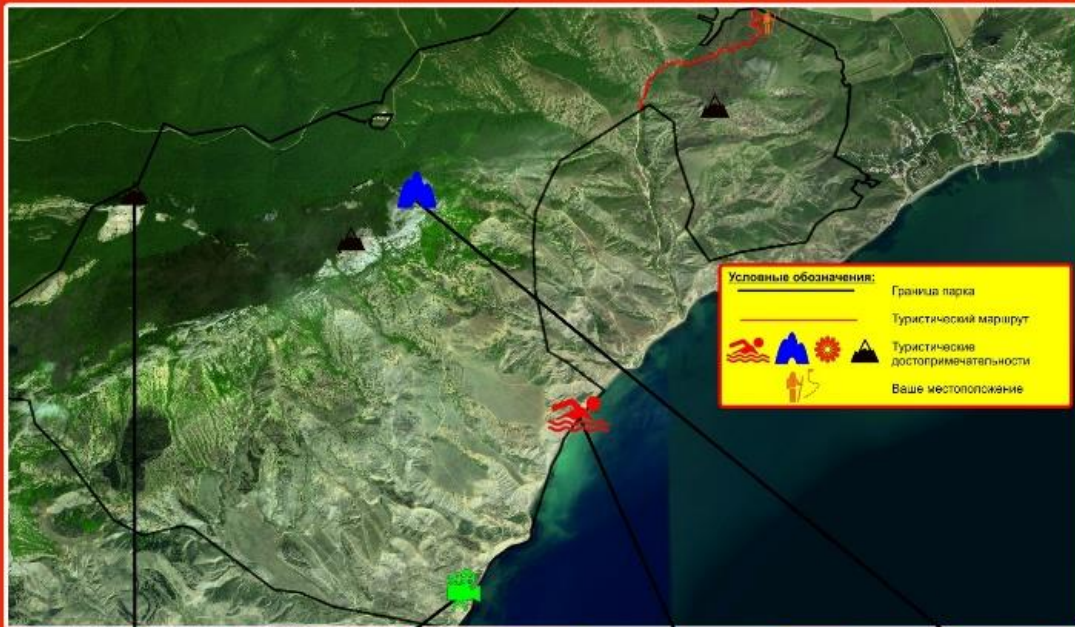 Условные обозначения:
Граница парка
Туристический маршрут
Туристические
достопримечательности
Ваше местоположение